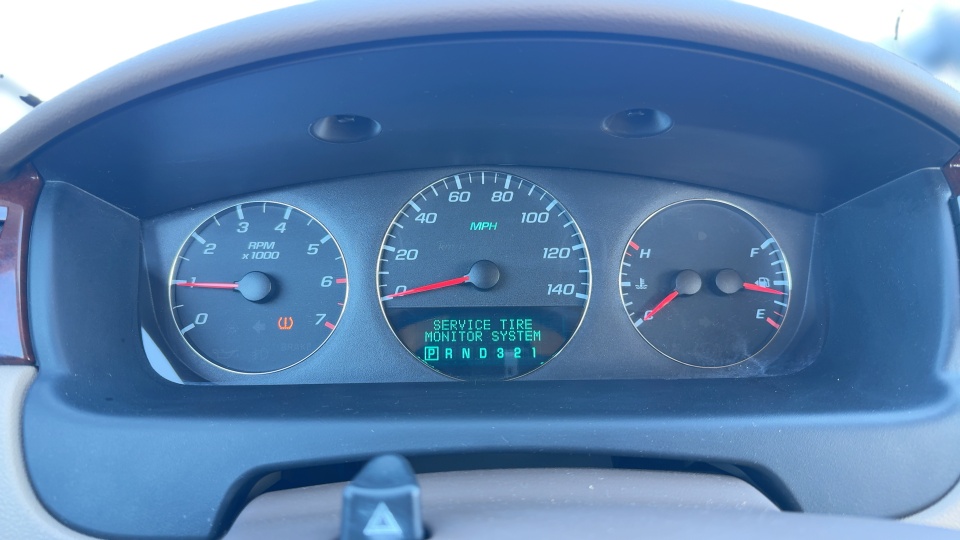 0
1
2
3
4
5
6
7
RPM
x1000
0
20
40
60
80
100
120
140
MPH
SERVICE TIRE
MONITOR SYSTEM
P R N D 3 2 1
H
C
F
E